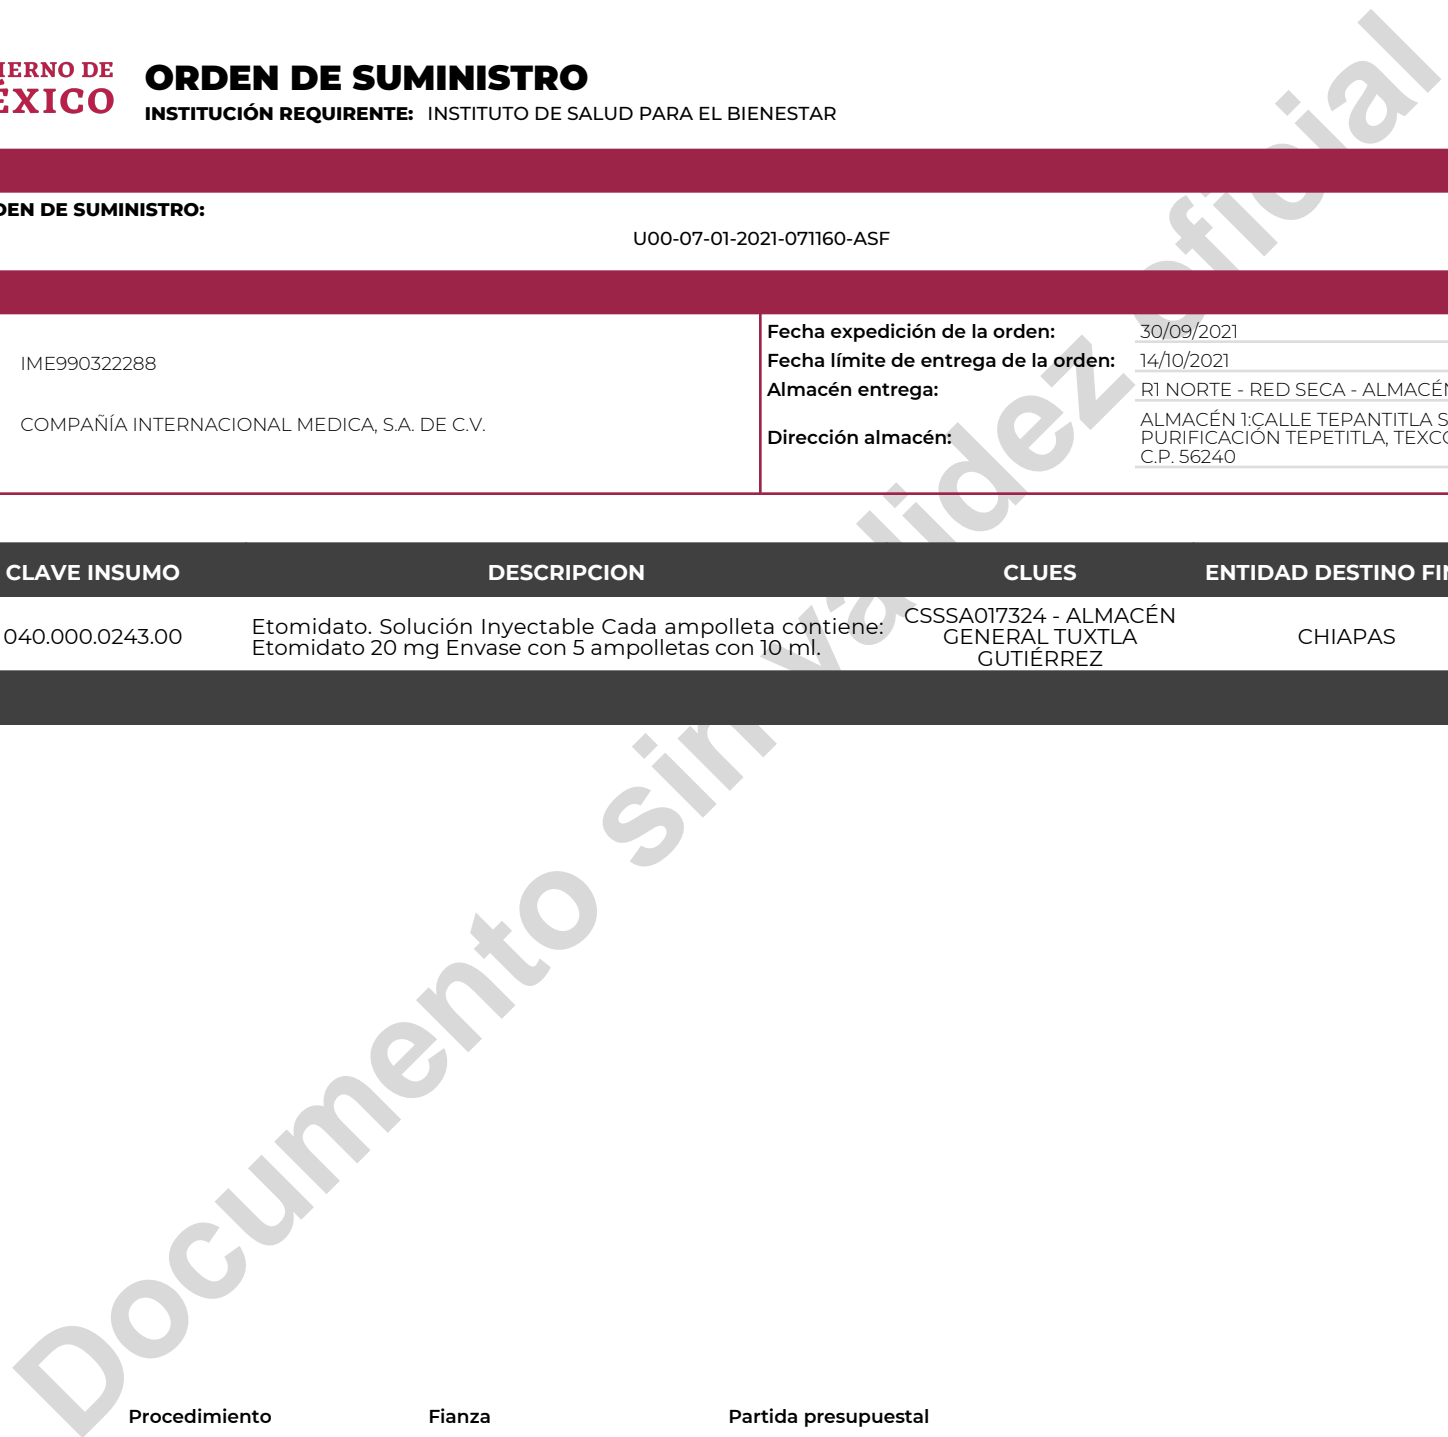 IERNO DE
ÉXICO
ORDEN DE SUMINISTRO
INSTITUCIÓN REQUIRENTE: INSTITUTO DE SALUD PARA EL BIENESTAR
DEN DE SUMINISTRO:
U00-07-01-2021-071160-ASF
IME990322288
COMPAÑÍA INTERNACIONAL MEDICA, S.A. DE C.V.
Fecha expedición de la orden: 30/09/2021
Fecha límite de entrega de la orden: 14/10/2021
Almacén entrega: R1 NORTE - RED SECA - ALMACÉN
Dirección almacén: ALMACÉN 1:CALLE TEPANTITLA S
PURIFICACIÓN TEPETITLA, TEXCO
C.P. 56240
CLAVE INSUMO DESCRIPCION CLUES ENTIDAD DESTINO FIN
040.000.0243.00
Etomidato. Solución Inyectable Cada ampolleta contiene:
Etomidato 20 mg Envase con 5 ampolletas con 10 ml.
CSSSA017324 - ALMACÉN
GENERAL TUXTLA
GUTIÉRREZ
CHIAPAS
Documento sin validez oficial
Procedimiento Fianza Partida presupuestal